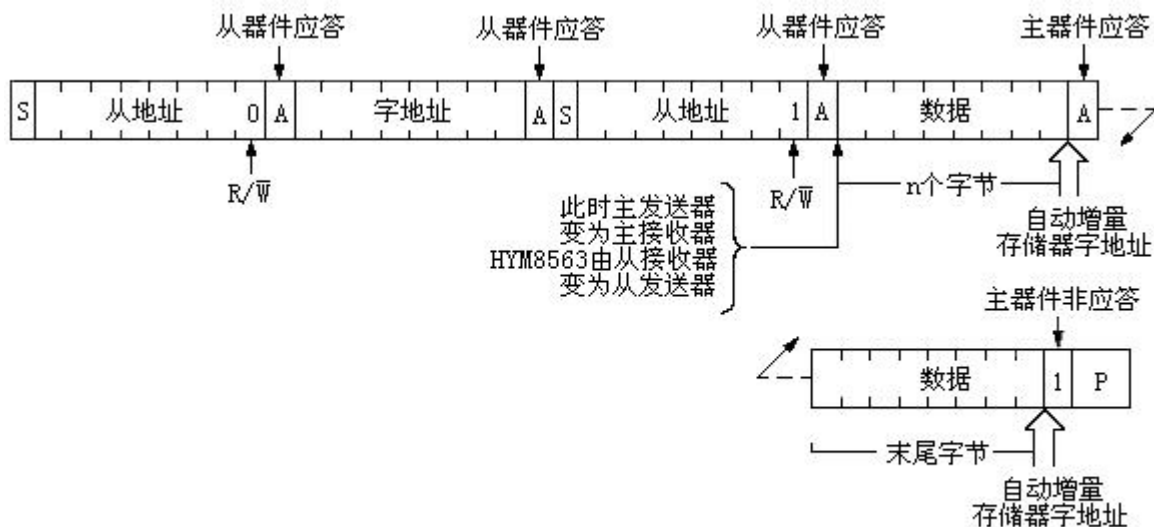 从器件应答 从器件应答 从器件应答 主器件应答
S 从地址 0 A 字地址 A S 从地址 1 A 数据 A
R/W̅ R/W̅ n个字节
此时主发送器
变为主接收器
HYM8563由从接收器
变为从发送器
自动增量
存储器字地址
主器件非应答
数据 1 P
末尾字节
自动增量
存储器字地址